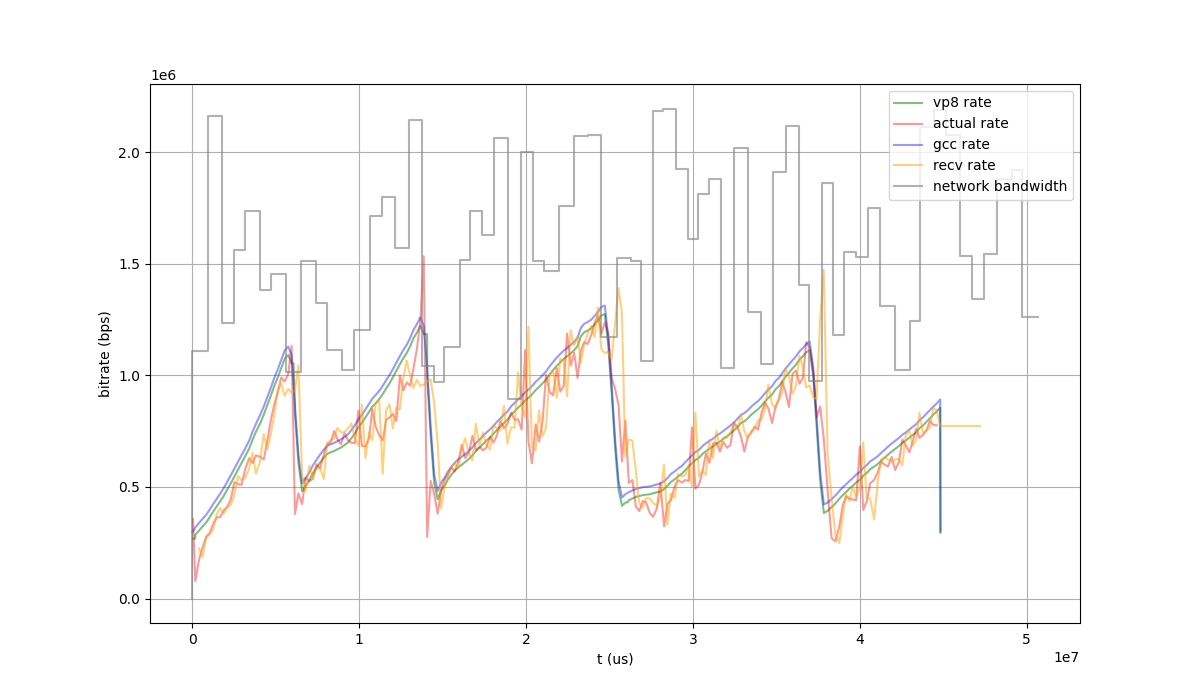 1e6
vp8 rate
actual rate
gcc rate
recv rate
network bandwidth
2.0
1.5
1.0
0.5
0.0
bitrate (bps)
0 1 2 3 4 5
t (us)
1e7